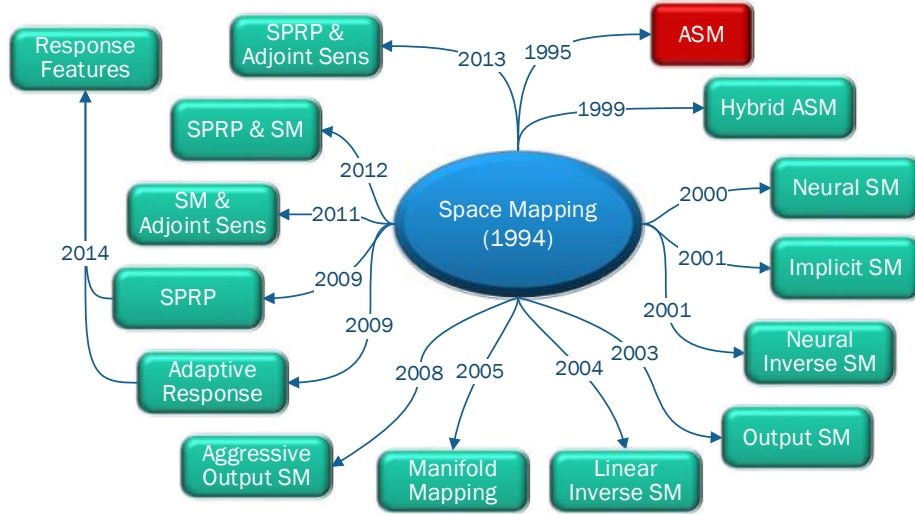 Response
Features
SPRP &
Adjoint Sens
2013
1995
ASM
1999
Hybrid ASM
SPRP & SM
2012
SM &
Adjoint Sens
2011
Space Mapping
(1994)
2000
Neural SM
2014
2009
SPRP
2001
Implicit SM
2009
2001
Neural
Inverse SM
Adaptive
Response
2008
2005
2004
2003
Output SM
Aggressive
Output SM
Manifold
Mapping
Linear
Inverse SM